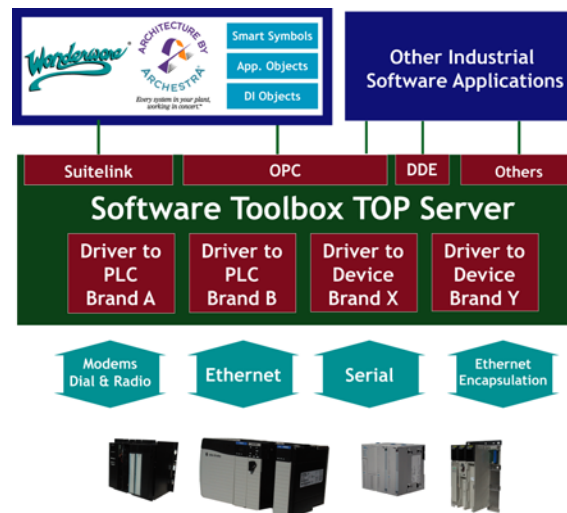 Wonderware
ARCHITECTURE BY
ARCHESTRA
Every system in your plant,
working in concert.
Smart Symbols
App. Objects
DI Objects
Other Industrial
Software Applications
Suitelink
OPC
DDE
Others
Software Toolbox TOP Server
Driver to
PLC
Brand A
Driver to
PLC
Brand B
Driver to
Device
Brand X
Driver to
Device
Brand Y
Modems
Dial & Radio
Ethernet
Serial
Ethernet
Encapsulation